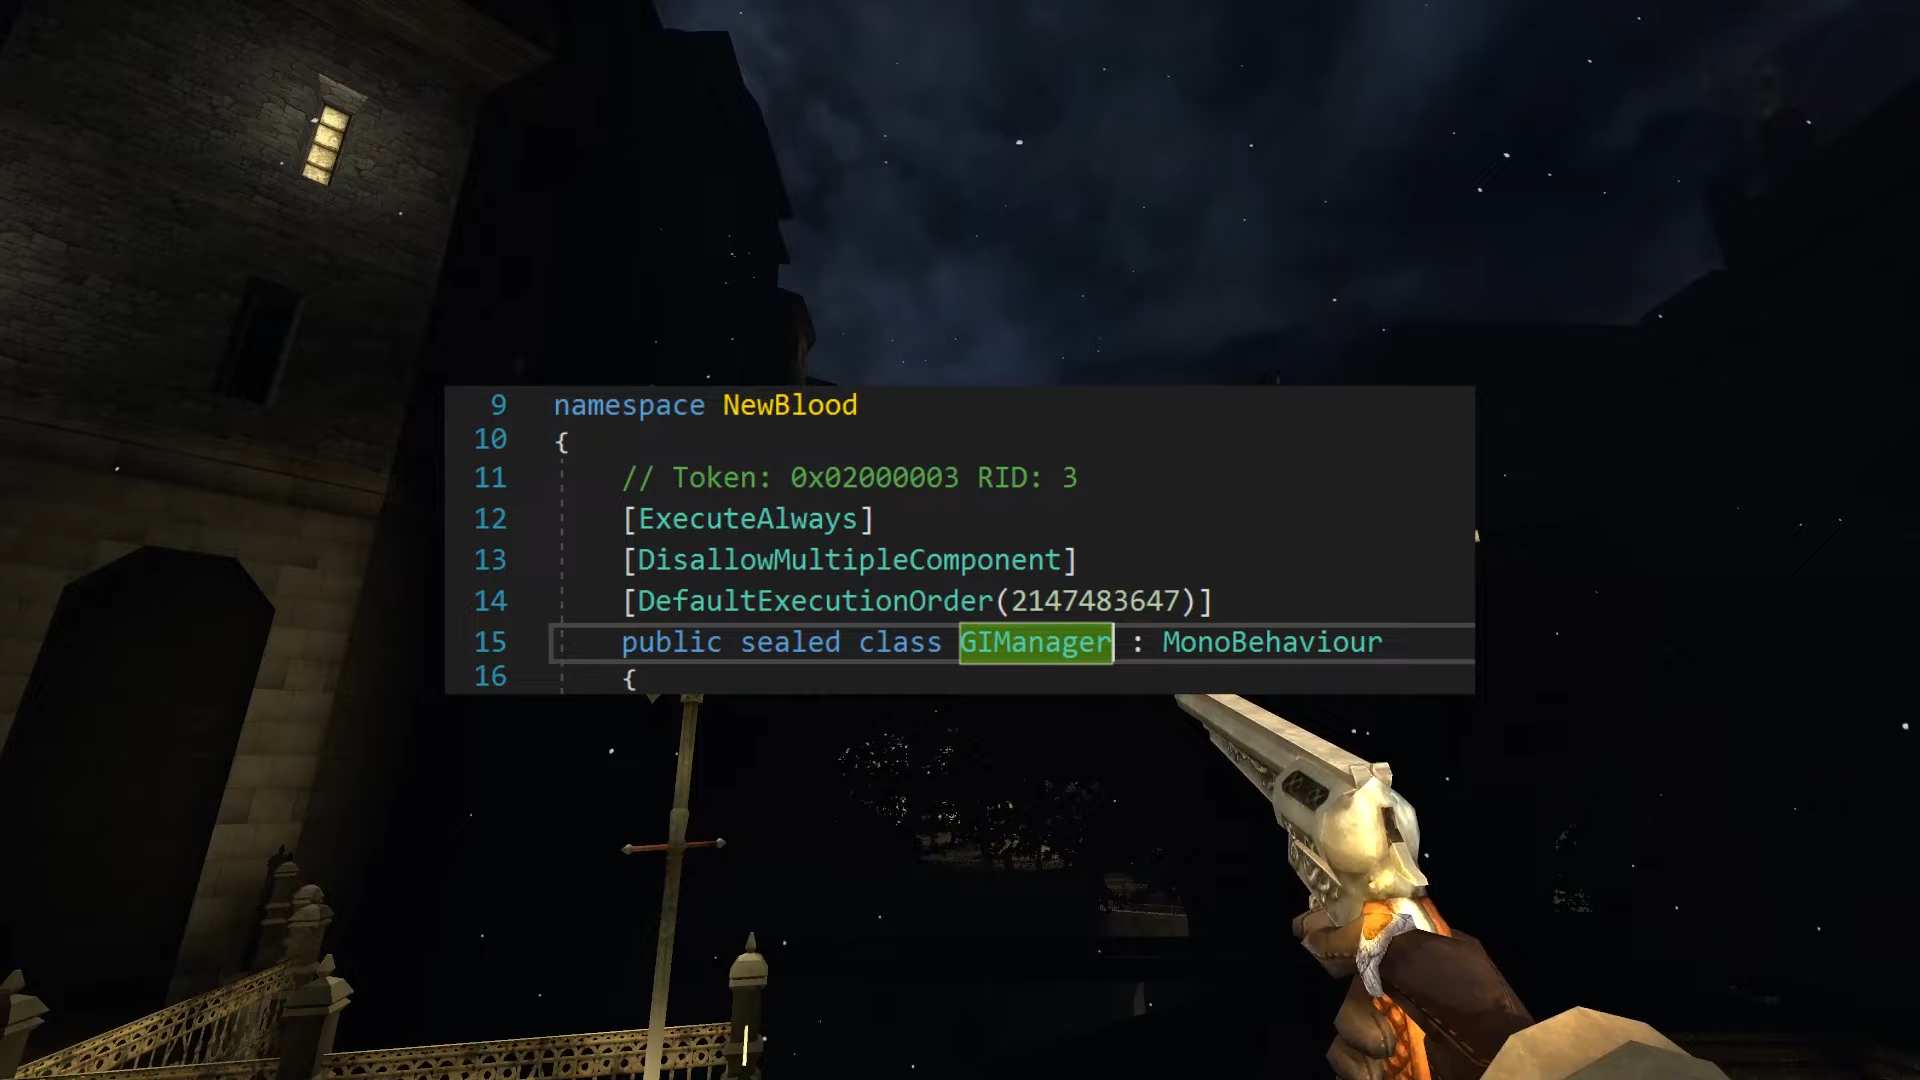 9 namespace NewBlood
10 {
11 // Token: 0x02000003 RID: 3
12 [ExecuteAlways]
13 [DisallowMultipleComponent]
14 [DefaultExecutionOrder(2147483647)]
15 public sealed class GIManager : MonoBehaviour
16 {